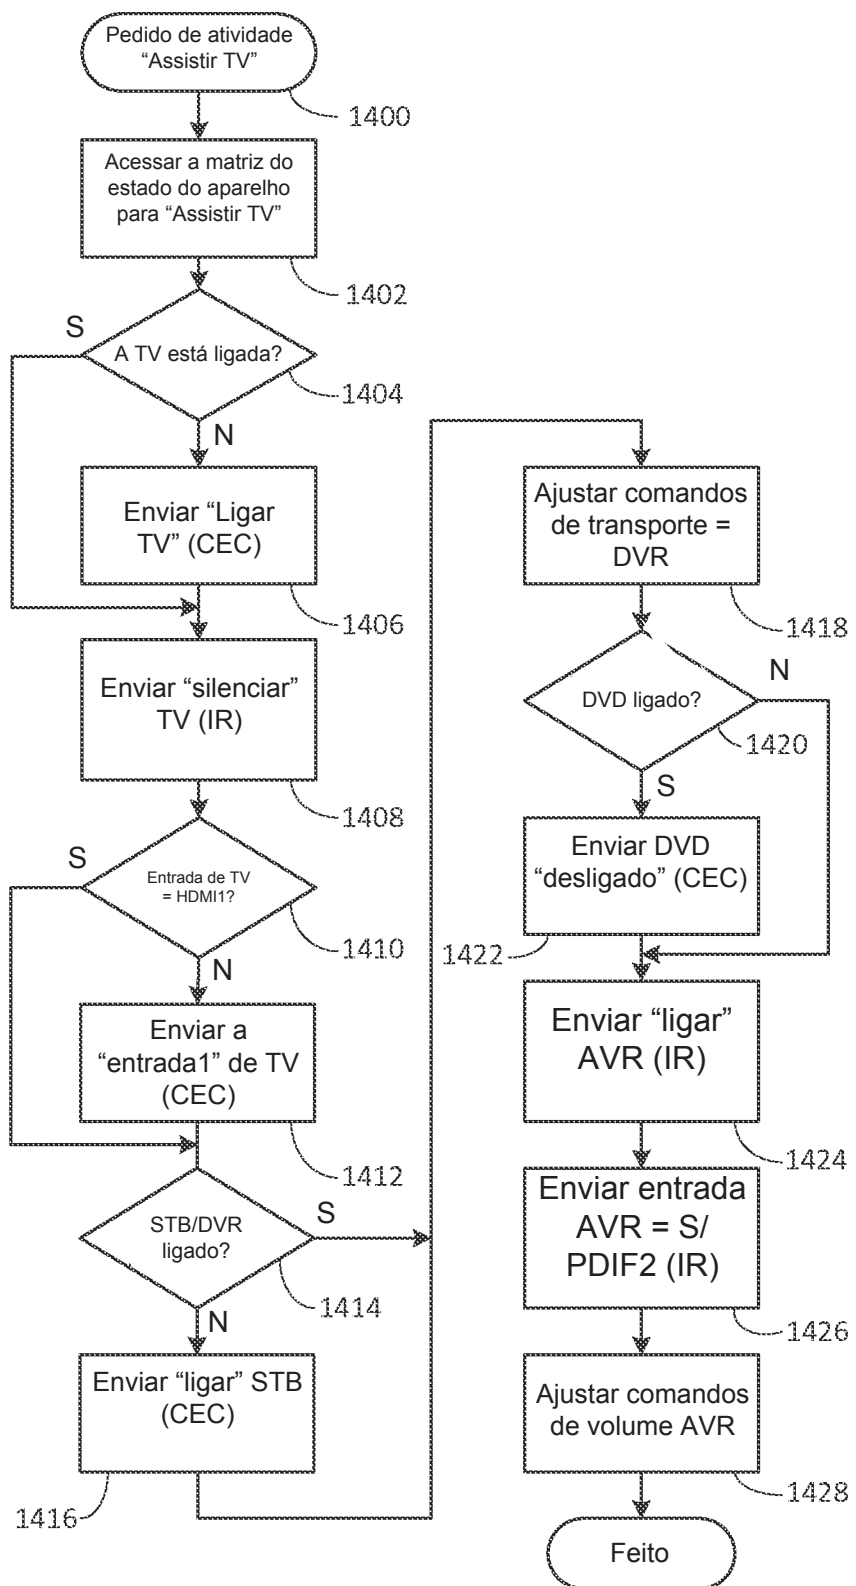 Pedido de atividade
“Assistir TV”
1400
Acessar a matriz do
estado do aparelho
para “Assistir TV”
1402
S
A TV está ligada?
1404
N
Enviar “Ligar
TV” (CEC)
1406
Enviar “silenciar”
TV (IR)
1408
S
Entrada de TV
= HDMI1?
1410
N
Enviar a
“entrada1” de TV
(CEC)
1412
STB/DVR
ligado?
S
1414
N
Enviar “ligar” STB
(CEC)
1416
Ajustar comandos
de transporte =
DVR
1418
N
DVD ligado?
1420
S
Enviar DVD
“desligado” (CEC)
1422
Enviar “ligar”
AVR (IR)
1424
Enviar entrada
AVR = S/
PDIF2 (IR)
1426
Ajustar comandos
de volume AVR
1428
Feito